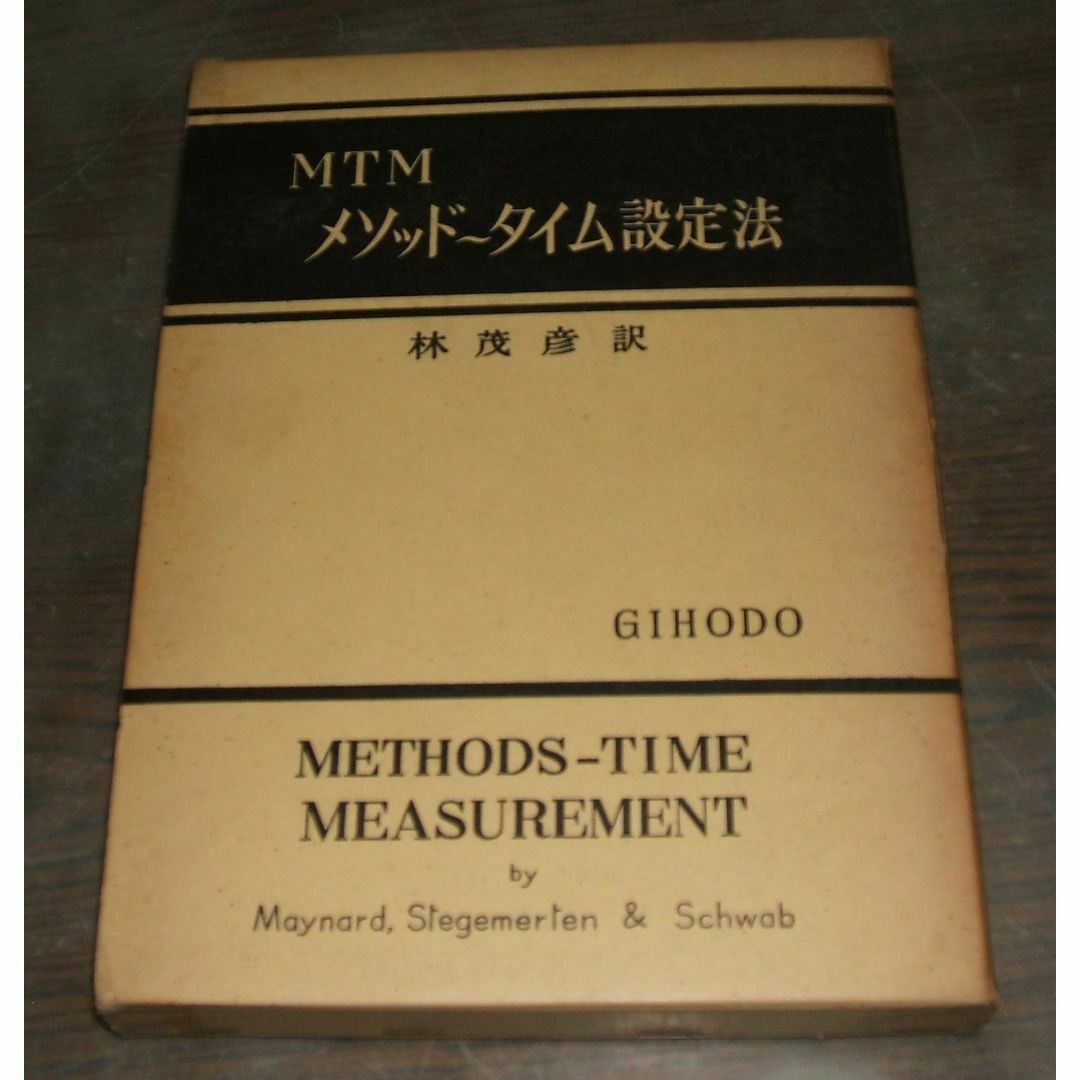 MTM
メソッド~タイム設定法
林茂彦訳
GIHODO
METHODS-TIME
MEASUREMENT
by
Maynard, Stegemerten & Schwab